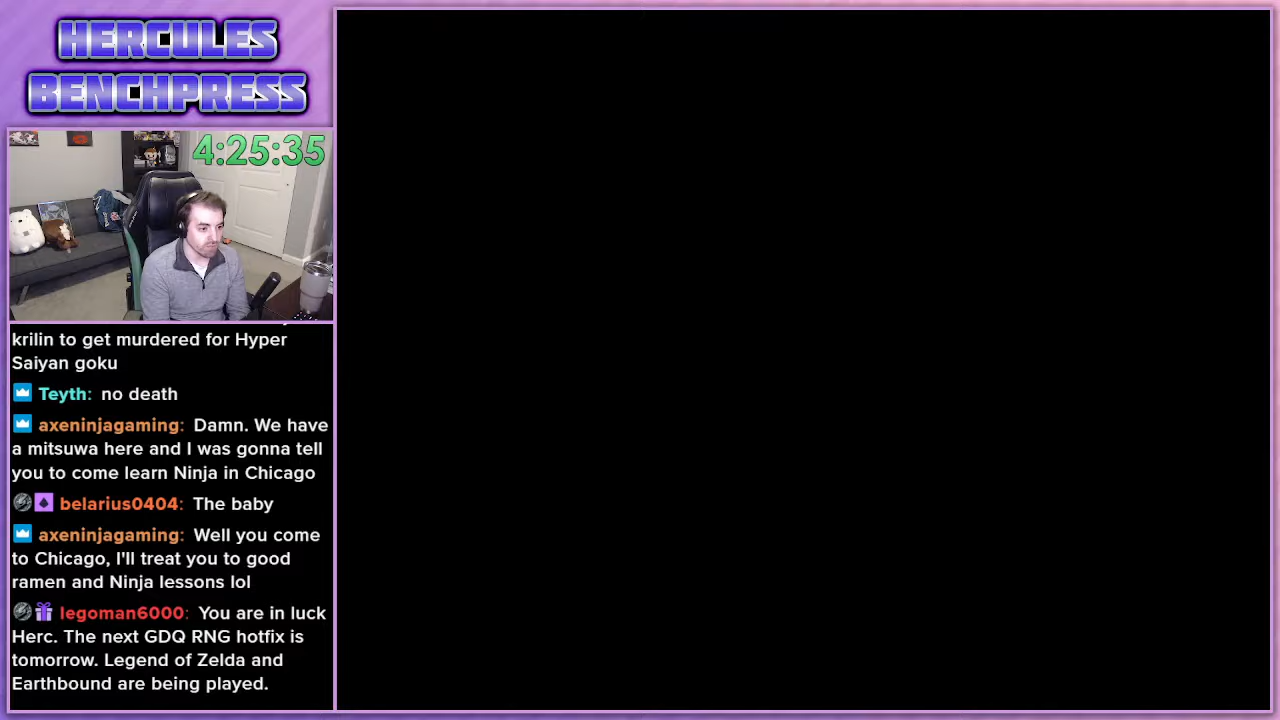 HERCULES
BENCHPRESS
4:25:35
krilin to get murdered for Hyper
Saiyan goku
Teyth: no death
axeninjagaming: Damn. We have
a mitsuwa here and I was gonna tell
you to come learn Ninja in Chicago
belarius0404: The baby
axeninjagaming: Well you come
to Chicago, I'll treat you to good
ramen and Ninja lessons lol
legoman6000: You are in luck
Herc. The next GDQ RNG hotfix is
tomorrow. Legend of Zelda and
Earthbound are being played.